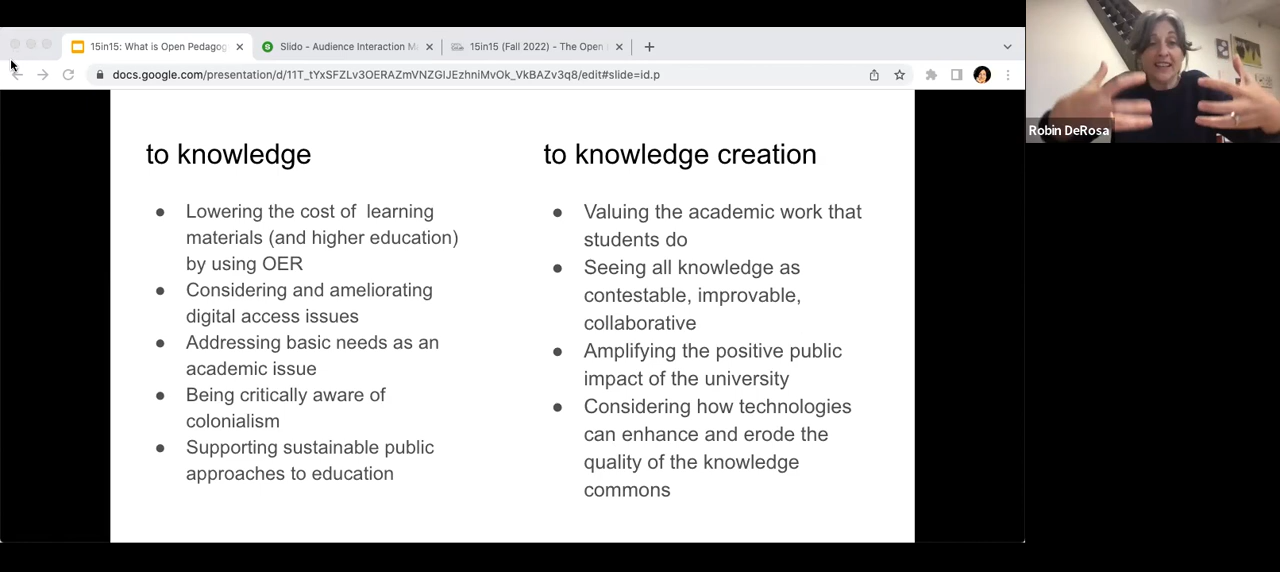 15in15: What is Open Pedagog
Slido - Audience Interaction M
15in15 (Fall 2022) - The Open
docs.google.com/presentation/d/11T_tYxSFZLv3OERAZmVNZGIJEzhniMvOk_VkBAZv3q8/edit#slide=id.p
Robin DeRosa
to knowledge
Lowering the cost of learning
materials (and higher education)
by using OER
Considering and ameliorating
digital access issues
Addressing basic needs as an
academic issue
Being critically aware of
colonialism
Supporting sustainable public
approaches to education
to knowledge creation
Valuing the academic work that
students do
Seeing all knowledge as
contestable, improvable,
collaborative
Amplifying the positive public
impact of the university
Considering how technologies
can enhance and erode the
quality of the knowledge
commons